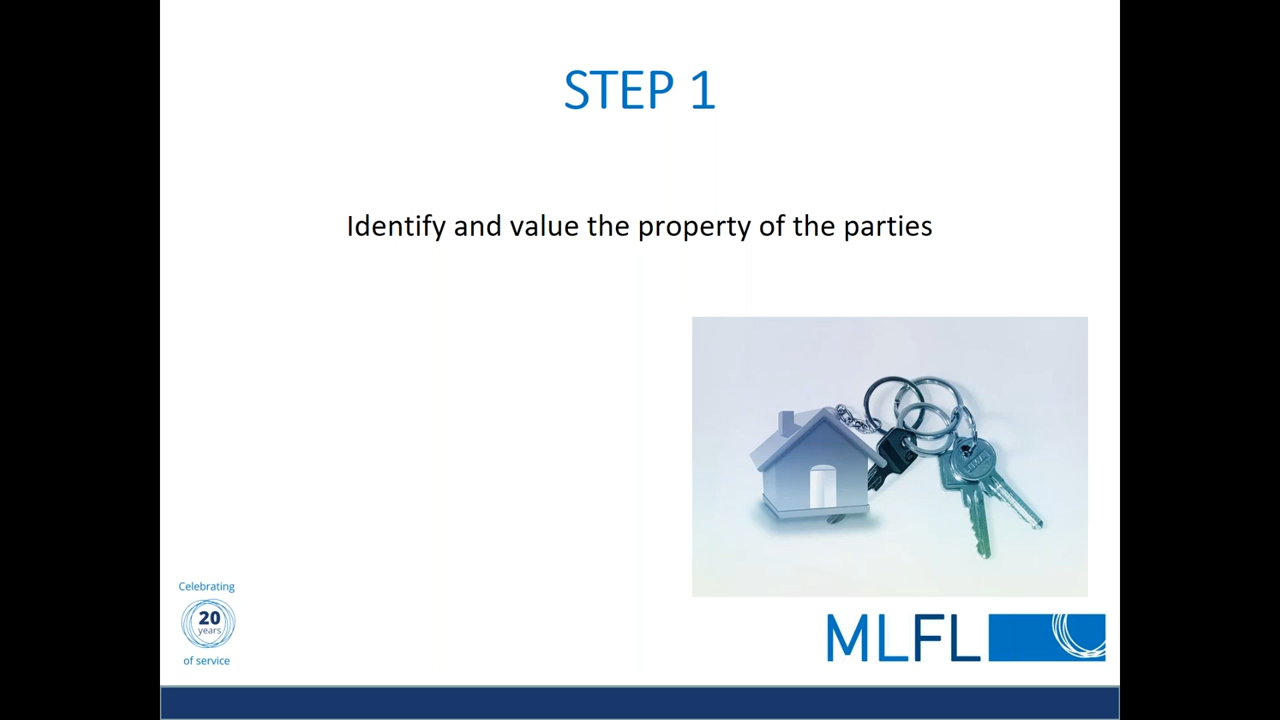 STEP 1
Identify and value the property of the parties
Celebrating
20
years
of service
MLFL